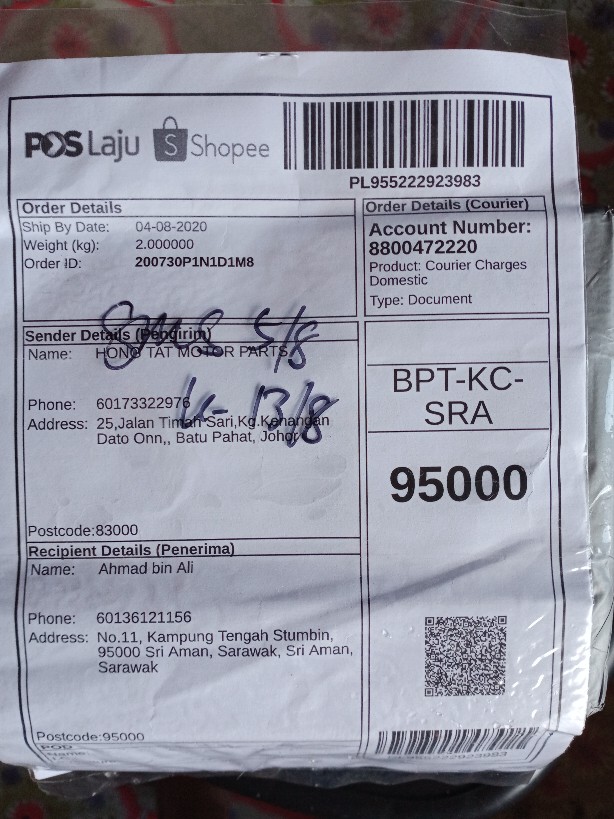 POS Laju S Shopee
PL955222923983
Order Details
Ship By Date: 04-08-2020
Weight (kg): 2.000000
Order ID: 200730P1N1D1M8
Order Details (Courier)
Account Number:
8800472220
Product: Courier Charges
Domestic
Type: Document
Sender Details (Pengirim)
Name: HONG TAT MOTOR PARTS
5/8
13/8
Phone: 60173322976
Address: 25,Jalan Timah Sari,Kg.Kenangan
Dato Onn,, Batu Pahat, Johor
Postcode:83000
BPT-KC-
SRA
95000
Recipient Details (Penerima)
Name: Ahmad bin Ali
Phone: 60136121156
Address: No.11, Kampung Tengah Stumbin,
95000 Sri Aman, Sarawak, Sri Aman,
Sarawak
Postcode:95000
POD
Name
PL955222923983